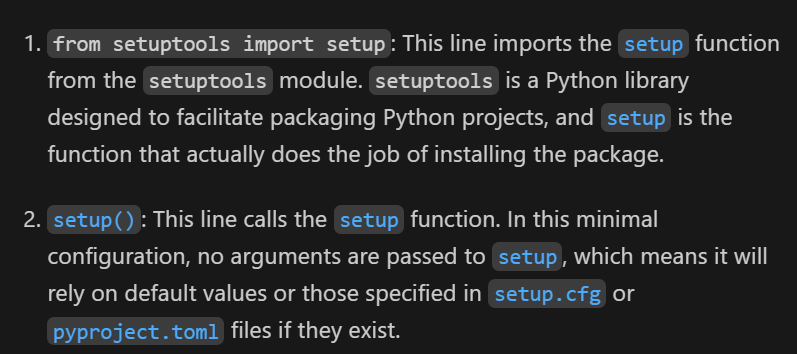 1. from setuptools import setup: This line imports the setup function
from the setuptools module. setuptools is a Python library
designed to facilitate packaging Python projects, and setup is the
function that actually does the job of installing the package.
2. setup(): This line calls the setup function. In this minimal
configuration, no arguments are passed to setup, which means it will
rely on default values or those specified in setup.cfg or
pyproject.toml files if they exist.